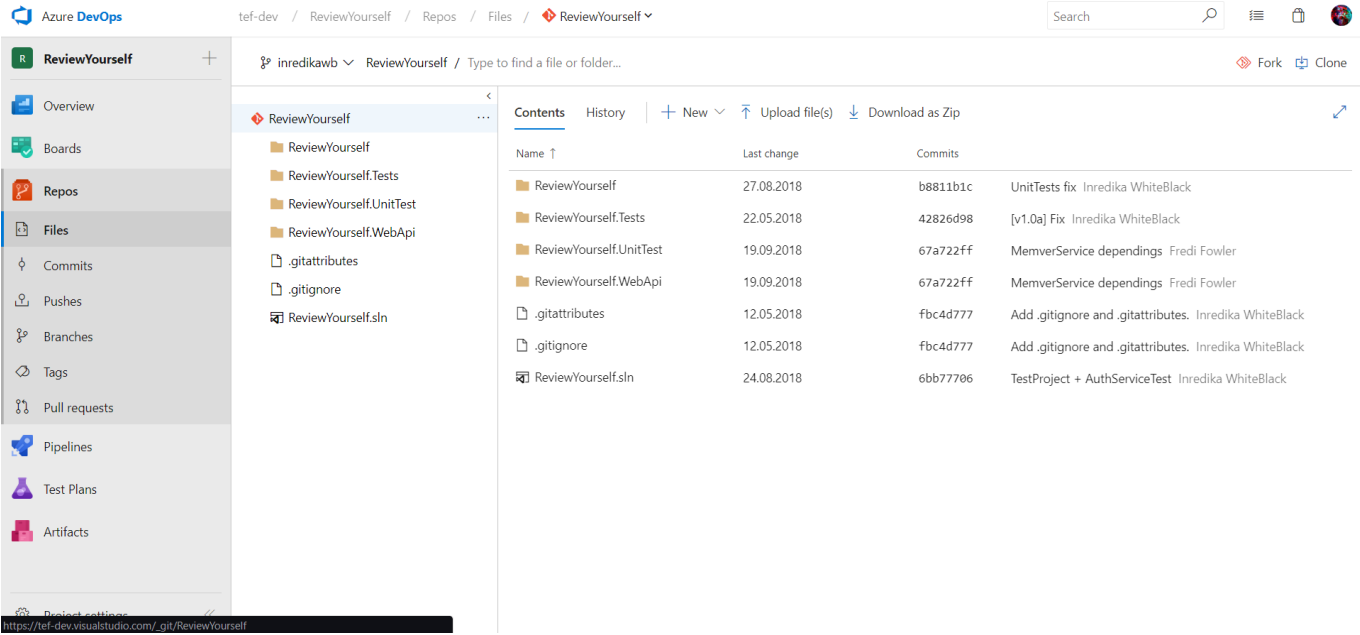 Azure DevOps
tef-dev / ReviewYourself / Repos / Files / ReviewYourself
Search
R ReviewYourself
Overview
Boards
Repos
Files
Commits
Pushes
Branches
Tags
Pull requests
Pipelines
Test Plans
Artifacts
Project settings
https://tef-dev.visualstudio.com/_git/ReviewYourself
inredikawb ReviewYourself / Type to find a file or folder...
Fork Clone
ReviewYourself ...
ReviewYourself
ReviewYourself.Tests
ReviewYourself.UnitTest
ReviewYourself.WebApi
.gitattributes
.gitignore
ReviewYourself.sln
Contents History New Upload file(s) Download as Zip
Name ↑ Last change Commits
ReviewYourself 27.08.2018 b8811b1c UnitTests fix Inredika WhiteBlack
ReviewYourself.Tests 22.05.2018 42826d98 [v1.0a] Fix Inredika WhiteBlack
ReviewYourself.UnitTest 19.09.2018 67a722ff MemverService dependings Fredi Fowler
ReviewYourself.WebApi 19.09.2018 67a722ff MemverService dependings Fredi Fowler
.gitattributes 12.05.2018 fbc4d777 Add .gitignore and .gitattributes. Inredika WhiteBlack
.gitignore 12.05.2018 fbc4d777 Add .gitignore and .gitattributes. Inredika WhiteBlack
ReviewYourself.sln 24.08.2018 6bb77706 TestProject + AuthServiceTest Inredika WhiteBlack